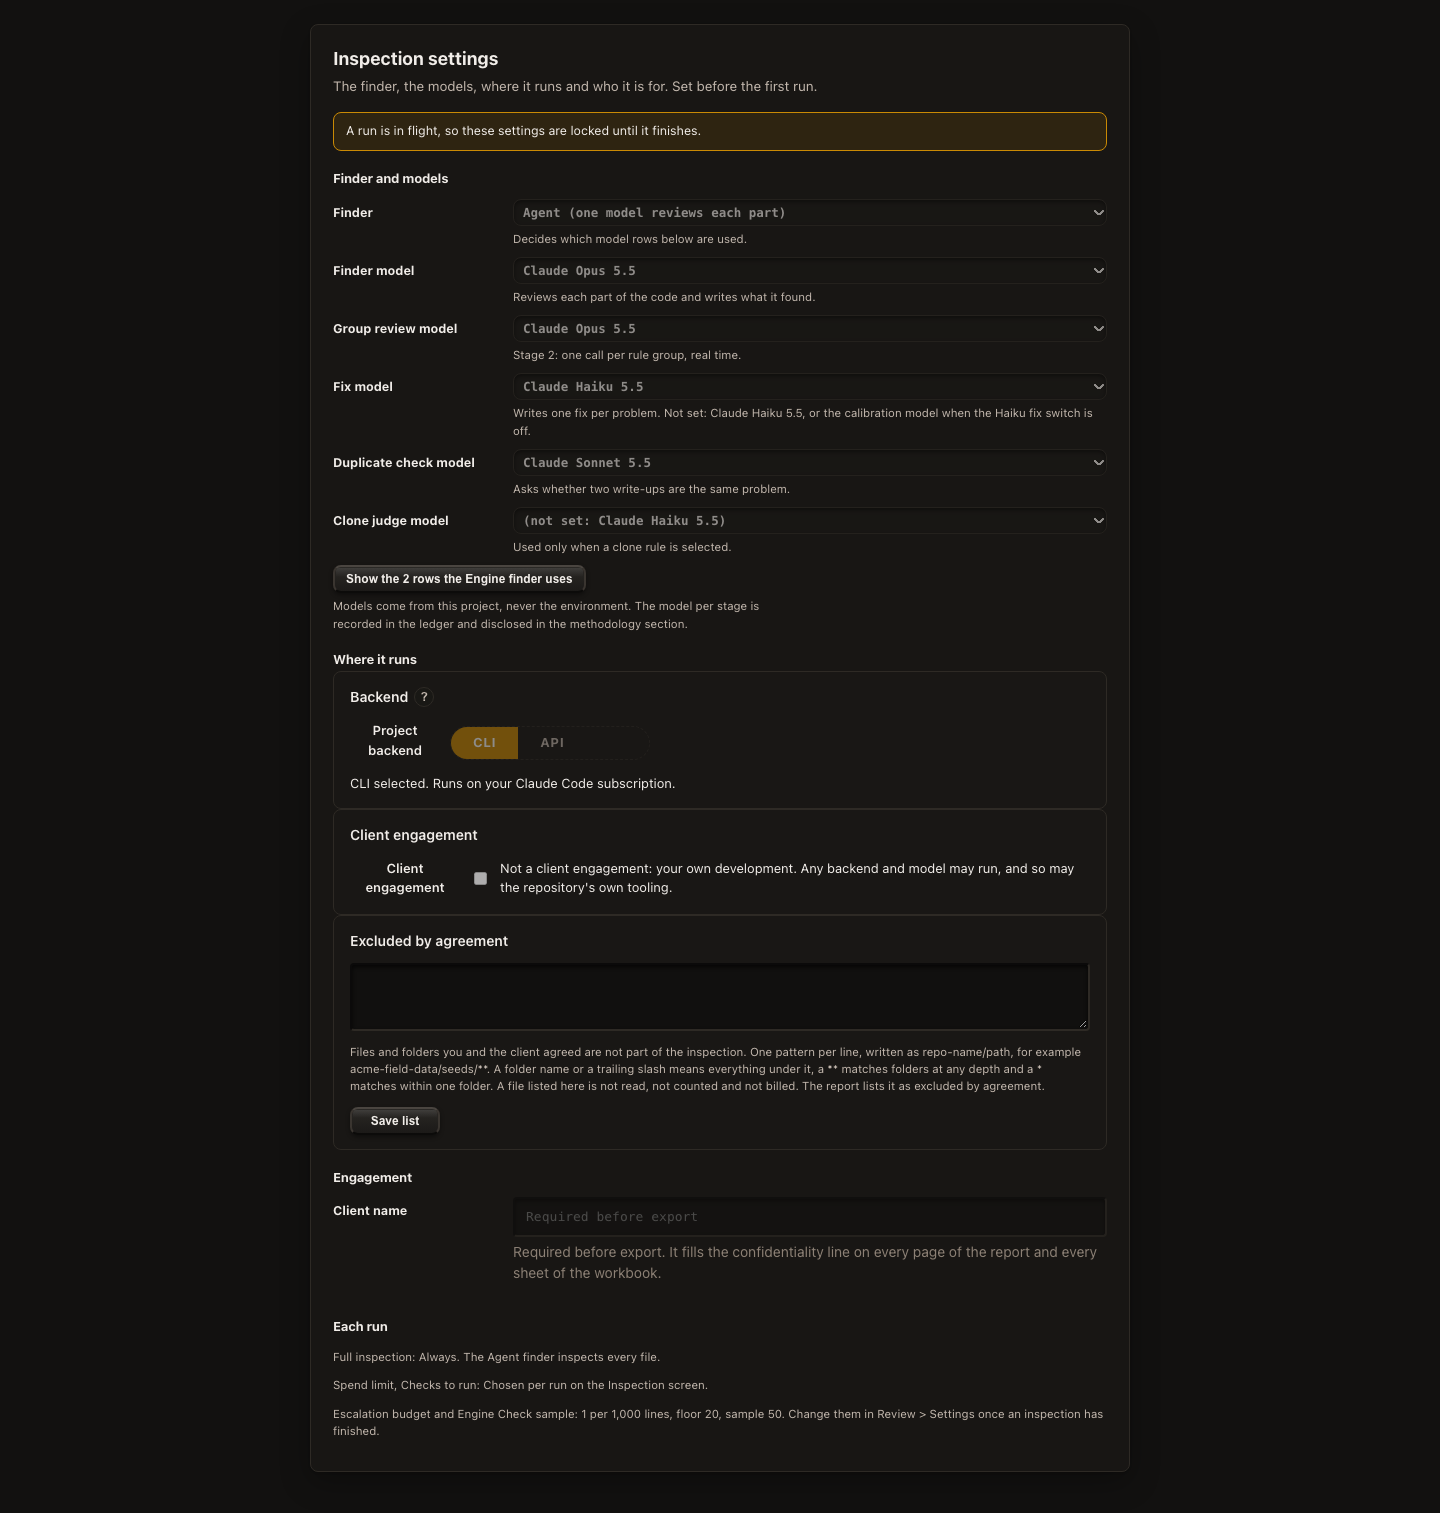 Inspection settings
The finder, the models, where it runs and who it is for. Set before the first run.
A run is in flight, so these settings are locked until it finishes.
Finder and models
Finder
Agent (one model reviews each part)
Decides which model rows below are used.
Finder model
Claude Opus 5.5
Reviews each part of the code and writes what it found.
Group review model
Claude Opus 5.5
Stage 2: one call per rule group, real time.
Fix model
Claude Haiku 5.5
Writes one fix per problem. Not set: Claude Haiku 5.5, or the calibration model when the Haiku fix switch is
off.
Duplicate check model
Claude Sonnet 5.5
Asks whether two write-ups are the same problem.
Clone judge model
(not set: Claude Haiku 5.5)
Used only when a clone rule is selected.
Show the 2 rows the Engine finder uses
Models come from this project, never the environment. The model per stage is
recorded in the ledger and disclosed in the methodology section.
Where it runs
Backend ?
Project
backend
CLI API
CLI selected. Runs on your Claude Code subscription.
Client engagement
Client
engagement
Not a client engagement: your own development. Any backend and model may run, and so may
the repository's own tooling.
Excluded by agreement
Files and folders you and the client agreed are not part of the inspection. One pattern per line, written as repo-name/path, for example
acme-field-data/seeds/**. A folder name or a trailing slash means everything under it, a ** matches folders at any depth and a *
matches within one folder. A file listed here is not read, not counted and not billed. The report lists it as excluded by agreement.
Save list
Engagement
Client name
Required before export
Required before export. It fills the confidentiality line on every page of the report and every
sheet of the workbook.
Each run
Full inspection: Always. The Agent finder inspects every file.
Spend limit, Checks to run: Chosen per run on the Inspection screen.
Escalation budget and Engine Check sample: 1 per 1,000 lines, floor 20, sample 50. Change them in Review > Settings once an inspection has
finished.